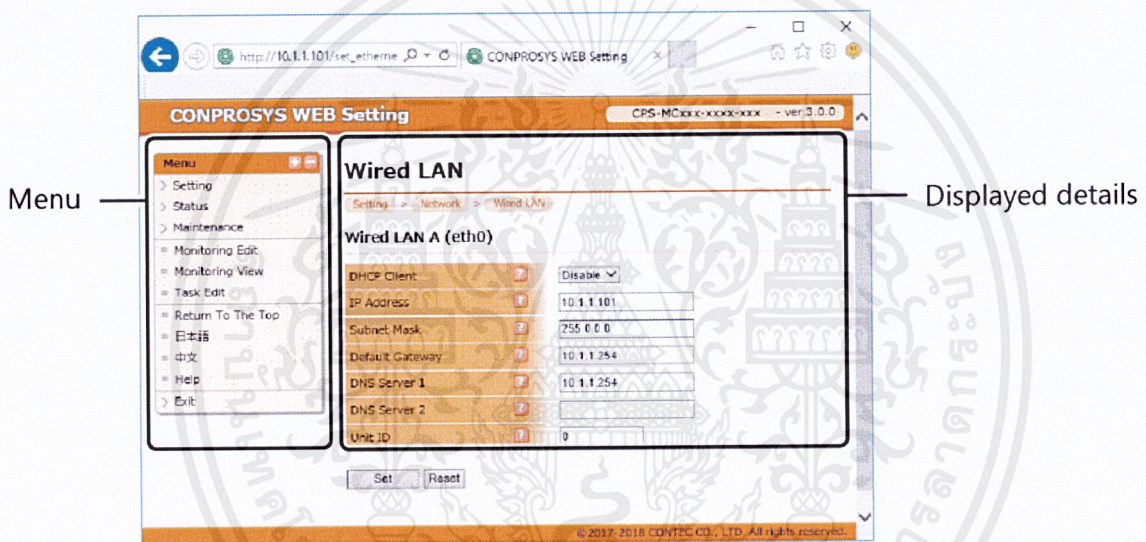 http://10.1.1.101/set_etherne
CONPROSYS WEB Setting
CONPROSYS WEB Setting
CPS-MCxxx-xxxx-xxx - ver.3.0.0
Menu
Menu
> Setting
> Status
> Maintenance
Monitoring Edit
Monitoring View
Task Edit
Return To The Top
日本語
中文
Help
> Exit
Wired LAN
Setting > Network > Wired LAN
Wired LAN A (eth0)
DHCP Client ? Disable
IP Address ? 10.1.1.101
Subnet Mask ? 255.0.0.0
Default Gateway ? 10.1.1.254
DNS Server 1 ? 10.1.1.254
DNS Server 2 ?
Unit ID ? 0
Set Reset
Displayed details
© 2017-2018 CONTEC CO., LTD. All rights reserved.